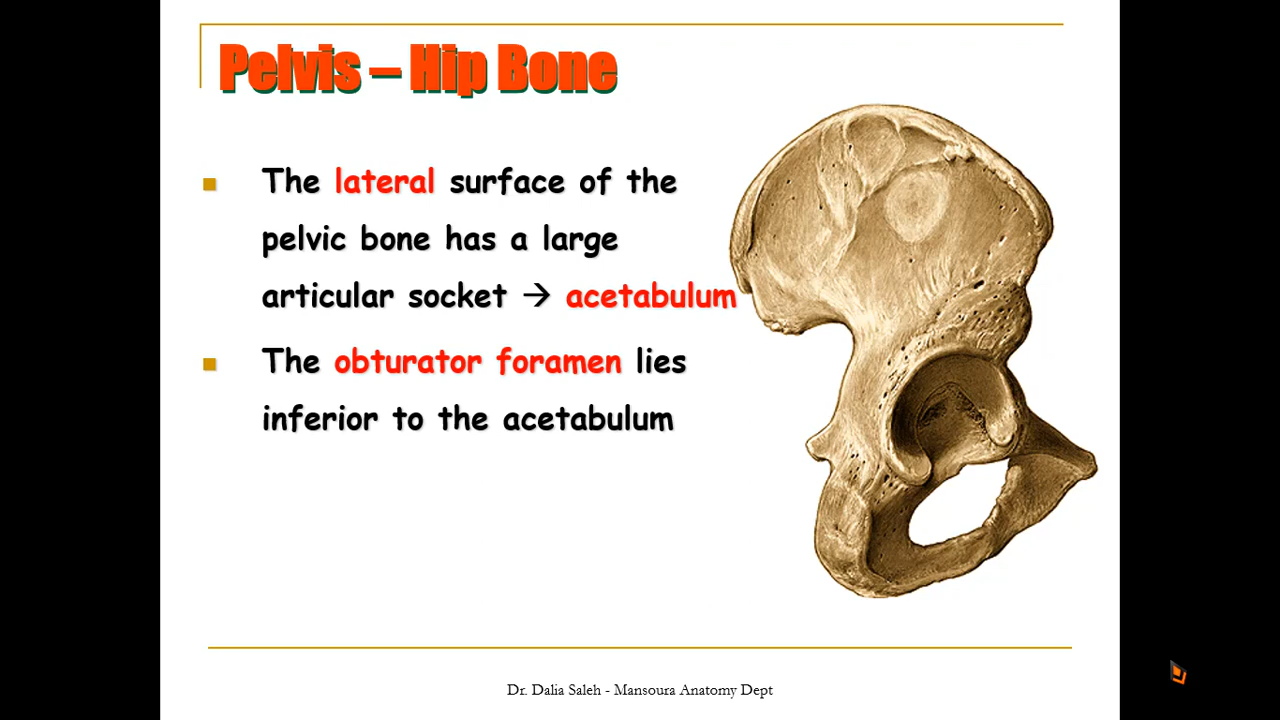 Pelvis – Hip Bone
The lateral surface of the
pelvic bone has a large
articular socket → acetabulum
The obturator foramen lies
inferior to the acetabulum
Dr. Dalia Saleh - Mansoura Anatomy Dept